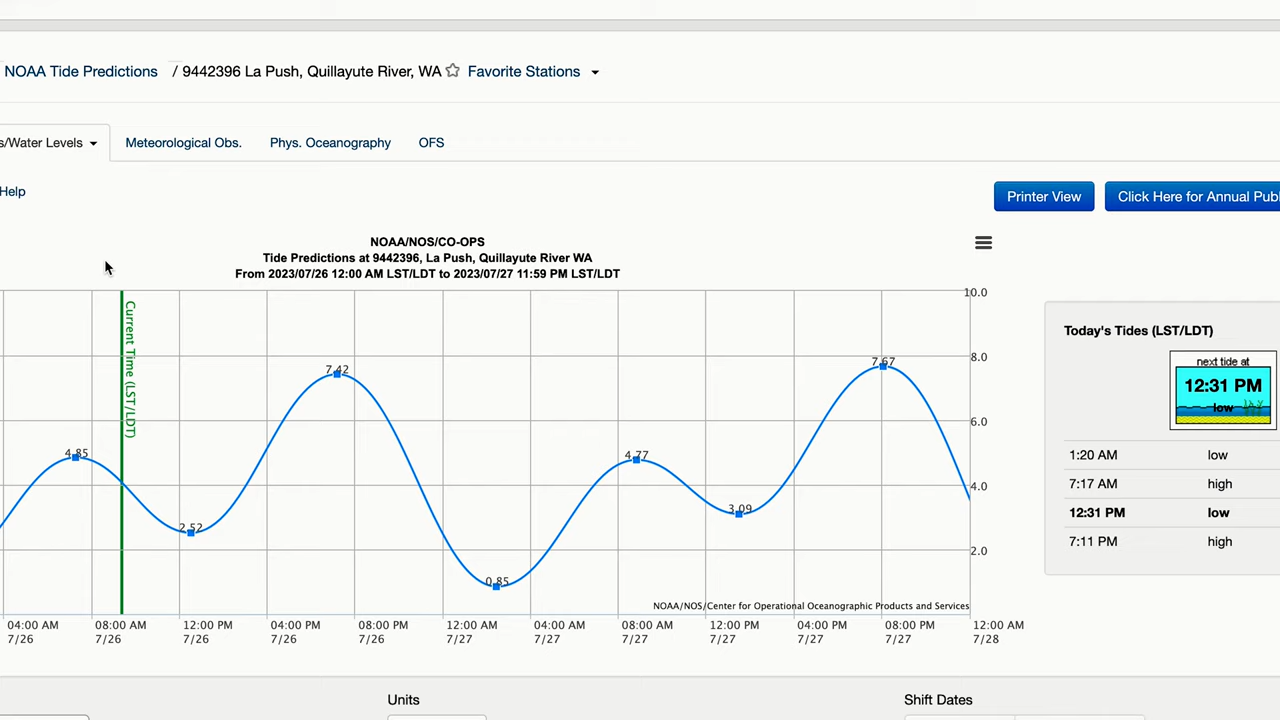 NOAA Tide Predictions / 9442396 La Push, Quillayute River, WA Favorite Stations
s/Water Levels Meteorological Obs. Phys. Oceanography OFS
Help
Printer View Click Here for Annual Publ
NOAA/NOS/CO-OPS
Tide Predictions at 9442396, La Push, Quillayute River WA
From 2023/07/26 12:00 AM LST/LDT to 2023/07/27 11:59 PM LST/LDT
Current Time (LST/LDT)
10.0
8.0
6.0
4.0
2.0
4.85
2.52
7.42
0.85
4.77
3.09
7.67
NOAA/NOS/Center for Operational Oceanographic Products and Services
04:00 AM 08:00 AM 12:00 PM 04:00 PM 08:00 PM 12:00 AM 04:00 AM 08:00 AM 12:00 PM 04:00 PM 08:00 PM 12:00 AM
7/26 7/26 7/26 7/26 7/26 7/27 7/27 7/27 7/27 7/27 7/27 7/28
Today's Tides (LST/LDT)
next tide at
12:31 PM
low
1:20 AM low
7:17 AM high
12:31 PM low
7:11 PM high
Units Shift Dates